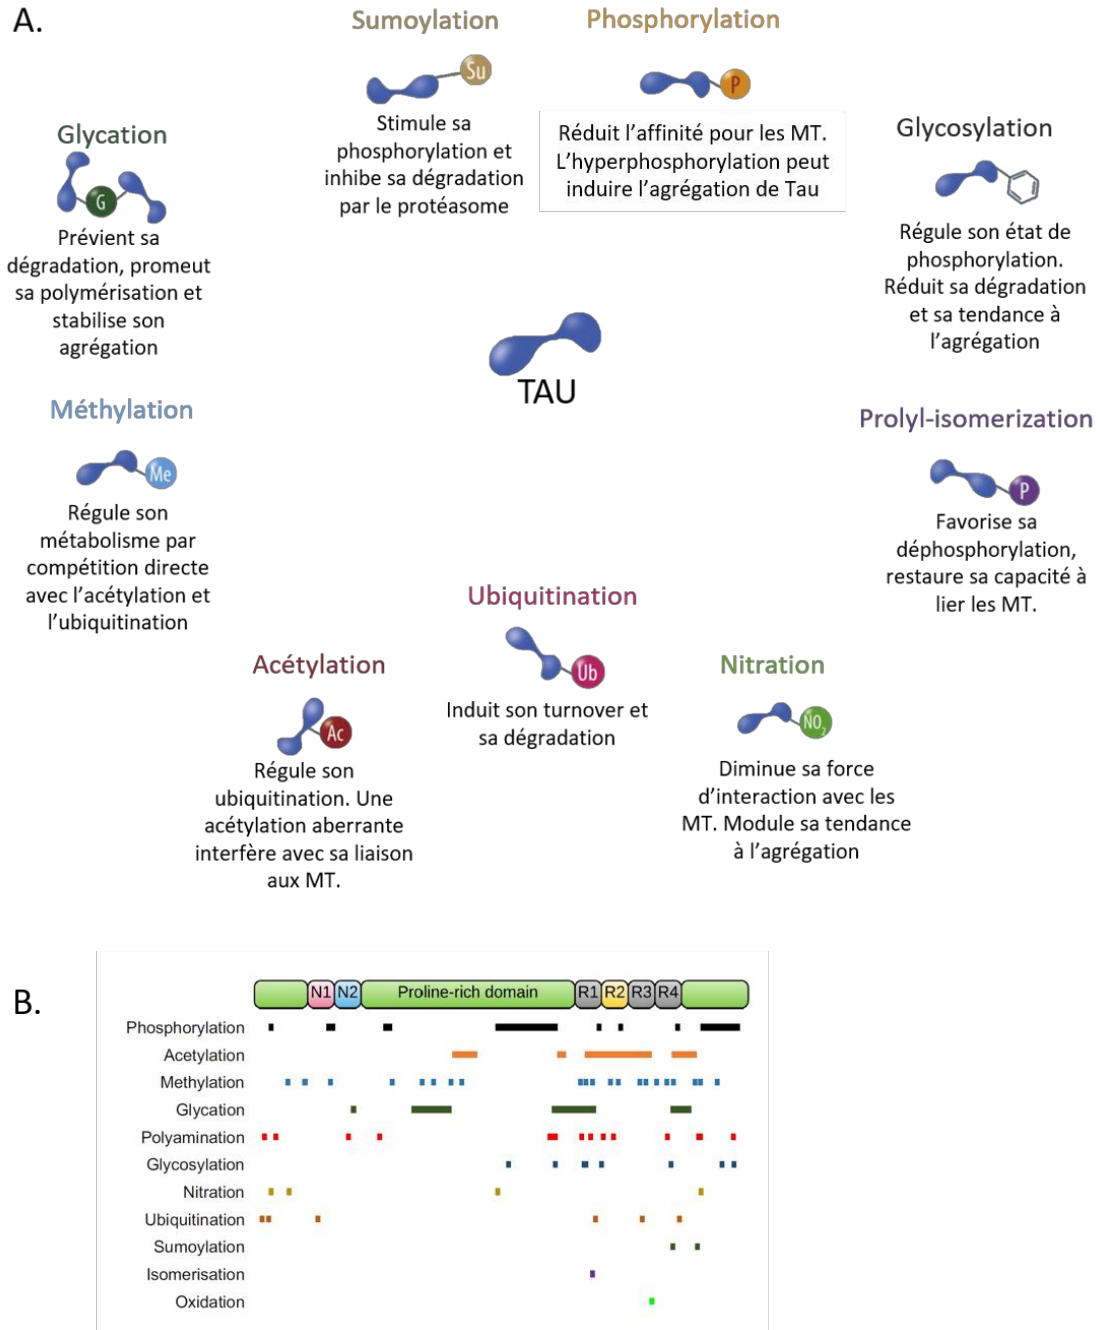 A.
Sumoylation
Su
Stimule sa
phosphorylation et
inhibe sa dégradation
par le protéasome
Phosphorylation
P
Réduit l'affinité pour les MT.
L'hyperphosphorylation peut
induire l'agrégation de Tau
Glycation
G
Prévient sa
dégradation, promeut
sa polymérisation et
stabilise son
agrégation
Glycosylation
Régule son état de
phosphorylation.
Réduit sa dégradation
et sa tendance à
l'agrégation
TAU
Méthylation
Me
Régule son
métabolisme par
compétition directe
avec l'acétylation et
l'ubiquitination
Prolyl-isomerization
P
Favorise sa
déphosphorylation,
restaure sa capacité à
lier les MT.
Acétylation
Ac
Régule son
ubiquitination. Une
acétylation aberrante
interfère avec sa liaison
aux MT.
Ubiquitination
Ub
Induit son turnover et
sa dégradation
Nitration
NO2
Diminue sa force
d'interaction avec les
MT. Module sa tendance
à l'agrégation
B.
N1 N2 Proline-rich domain R1 R2 R3 R4
Phosphorylation
Acetylation
Methylation
Glycation
Polyamination
Glycosylation
Nitration
Ubiquitination
Sumoylation
Isomerisation
Oxidation